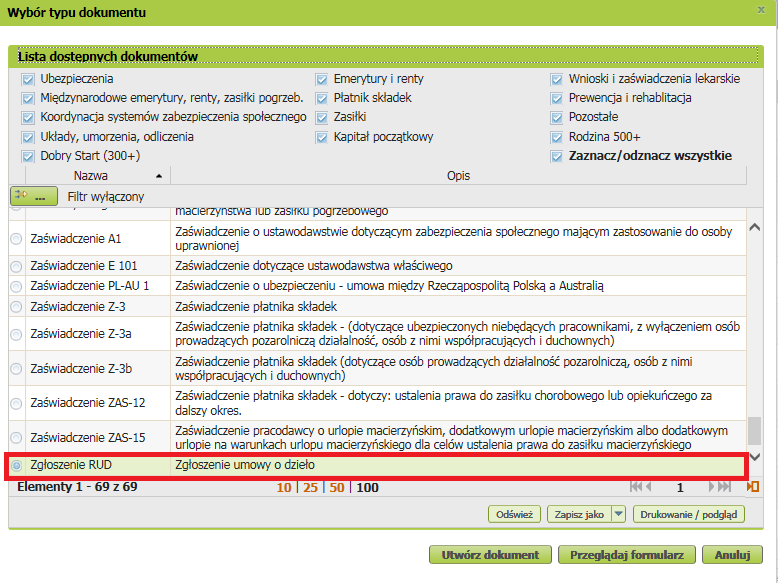 Wybór typu dokumentu
Lista dostępnych dokumentów
Ubezpieczenia
Emerytury i renty
Wnioski i zaświadczenia lekarskie
Międzynarodowe emerytury, renty, zasiłki pogrzeb.
Płatnik składek
Prewencja i rehabilitacja
Koordynacja systemów zabezpieczenia społecznego
Zasiłki
Pozostałe
Układy, umorzenia, odliczenia
Kapitał początkowy
Rodzina 500+
Dobry Start (300+)
Zaznacz/odznacz wszystkie
Nazwa
Opis
...
Filtr wyłączony
macierzyństwa lub zasiłku pogrzebowego
Zaświadczenie A1
Zaświadczenie o ustawodawstwie dotyczącym zabezpieczenia społecznego mającym zastosowanie do osoby
uprawnionej
Zaświadczenie E 101
Zaświadczenie dotyczące ustawodawstwa właściwego
Zaświadczenie PL-AU 1
Zaświadczenie o ubezpieczeniu - umowa między Rzecząpospolitą Polską a Australią
Zaświadczenie Z-3
Zaświadczenie płatnika składek
Zaświadczenie Z-3a
Zaświadczenie płatnika składek - (dotyczące ubezpieczonych niebędących pracownikami, z wyłączeniem osób
prowadzących pozarolniczą działalność, osób z nimi współpracujących i duchownych)
Zaświadczenie Z-3b
Zaświadczenie płatnika składek (dotyczące osób prowadzących działalność pozarolniczą, osób z nimi
współpracujących i duchownych)
Zaświadczenie ZAS-12
Zaświadczenie płatnika składek - dotyczy: ustalenia prawa do zasiłku chorobowego lub opiekuńczego za
dalszy okres.
Zaświadczenie ZAS-15
Zaświadczenie pracodawcy o urlopie macierzyńskim, dodatkowym urlopie macierzyńskim albo dodatkowym
urlopie na warunkach urlopu macierzyńskiego dla celów ustalenia prawa do zasiłku macierzyńskiego
Zgłoszenie RUD
Zgłoszenie umowy o dzieło
Elementy 1 - 69 z 69
10 | 25 | 50 | 100
1
Odśwież
Zapisz jako
Drukowanie / podgląd
Utwórz dokument
Przeglądaj formularz
Anuluj